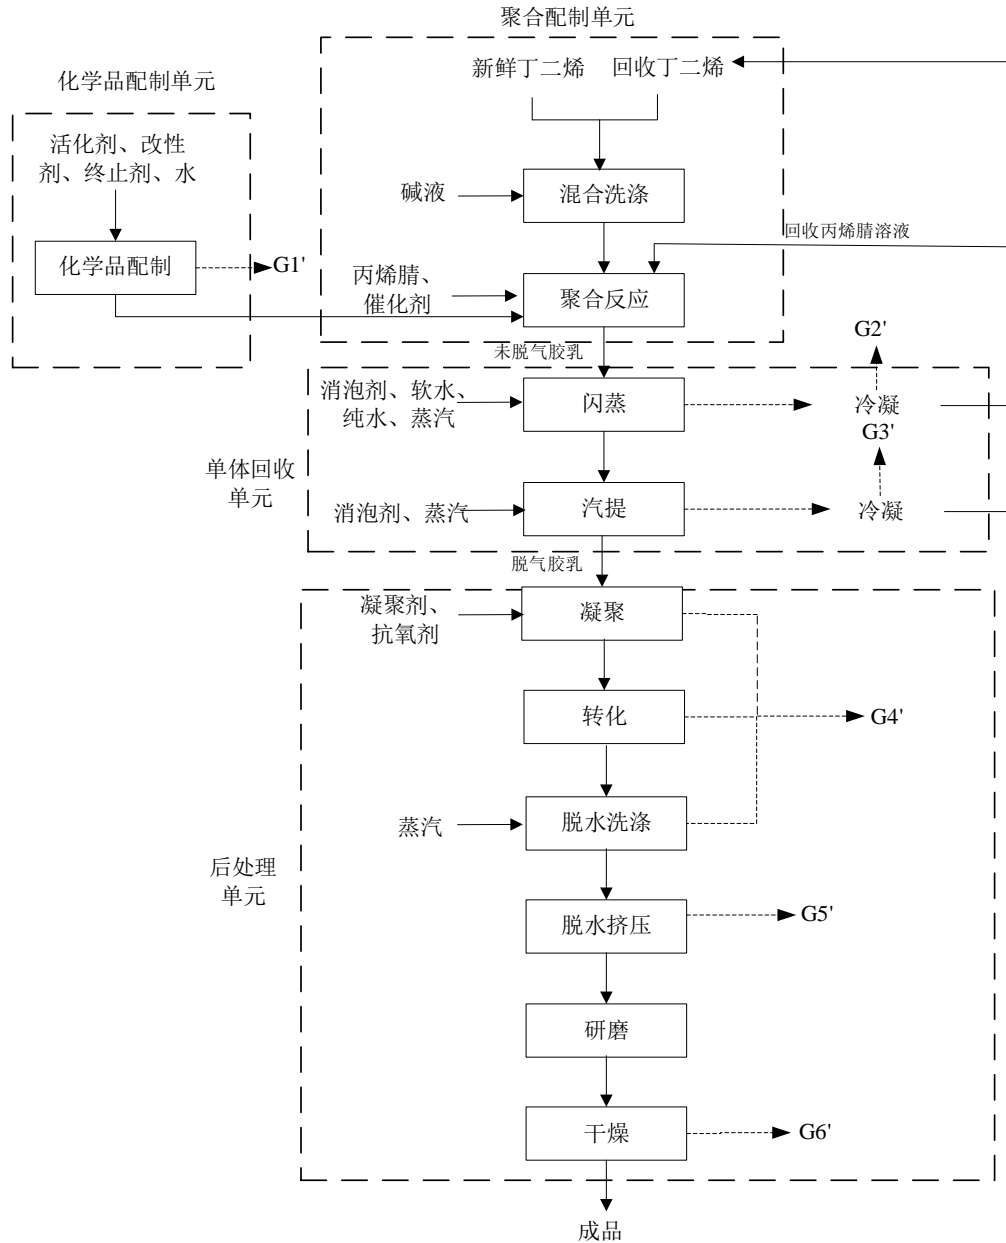 聚合配制单元
新鲜丁二烯
回收丁二烯
化学品配制单元
活化剂、改性
剂、终止剂、水
碱液
混合洗涤
回收丙烯腈溶液
化学品配制
G1'
丙烯腈、
催化剂
聚合反应
未脱气胶乳
G2'
消泡剂、软水、
纯水、蒸汽
闪蒸
冷凝
G3'
单体回收
单元
消泡剂、蒸汽
汽提
冷凝
脱气胶乳
凝聚剂、
抗氧剂
凝聚
转化
G4'
蒸汽
脱水洗涤
后处理
单元
脱水挤压
G5'
研磨
干燥
G6'
成品